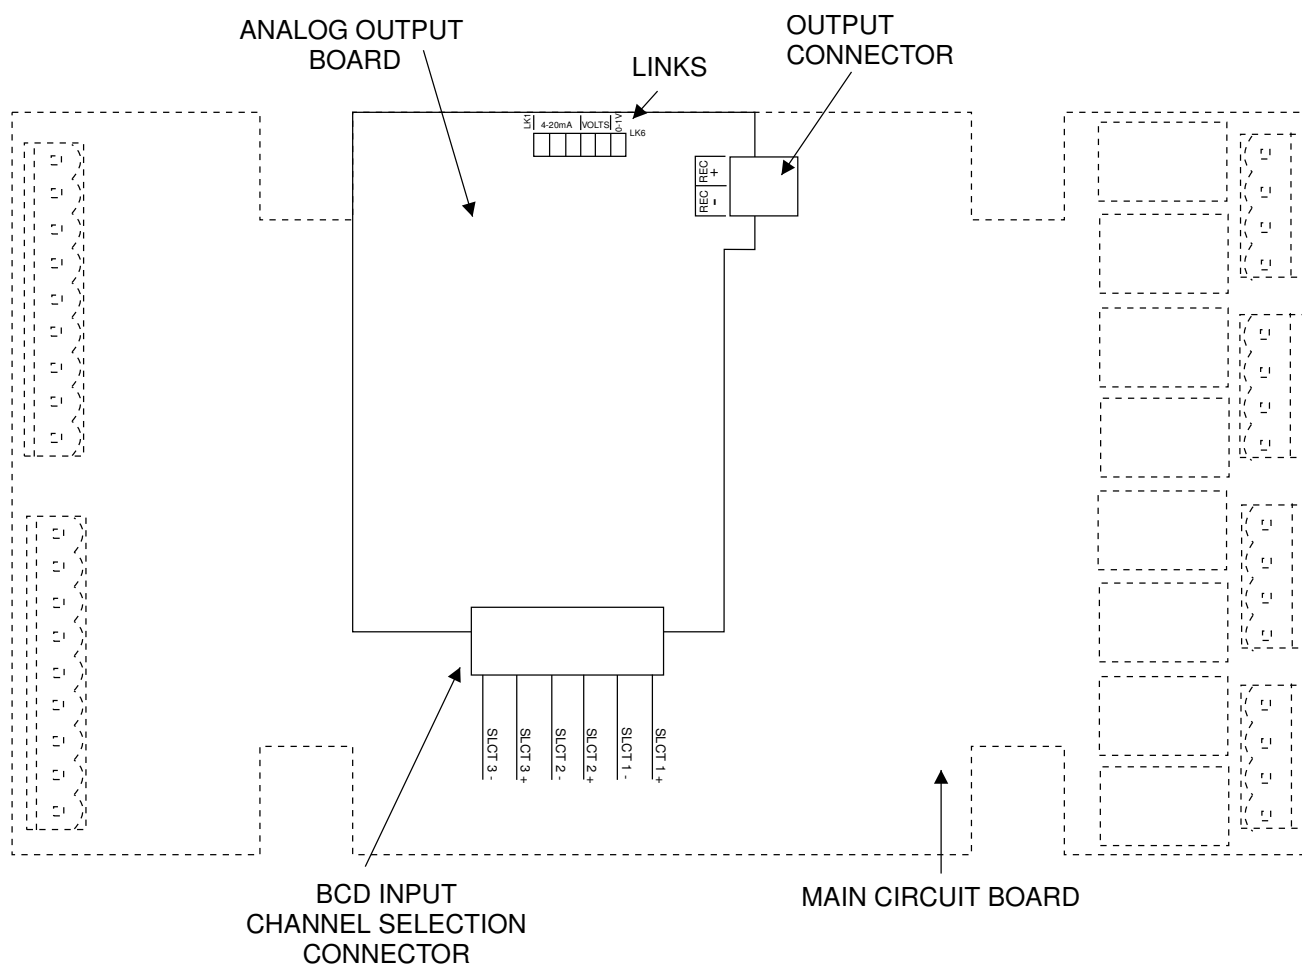 ANALOG OUTPUT
BOARD
LINKS
OUTPUT
CONNECTOR
LK1
4-20mA
VOLTS
0-1V
LK6
REC +
REC -
SLCT 3 -
SLCT 3 +
SLCT 2 -
SLCT 2 +
SLCT 1 -
SLCT 1 +
BCD INPUT
CHANNEL SELECTION
CONNECTOR
MAIN CIRCUIT BOARD